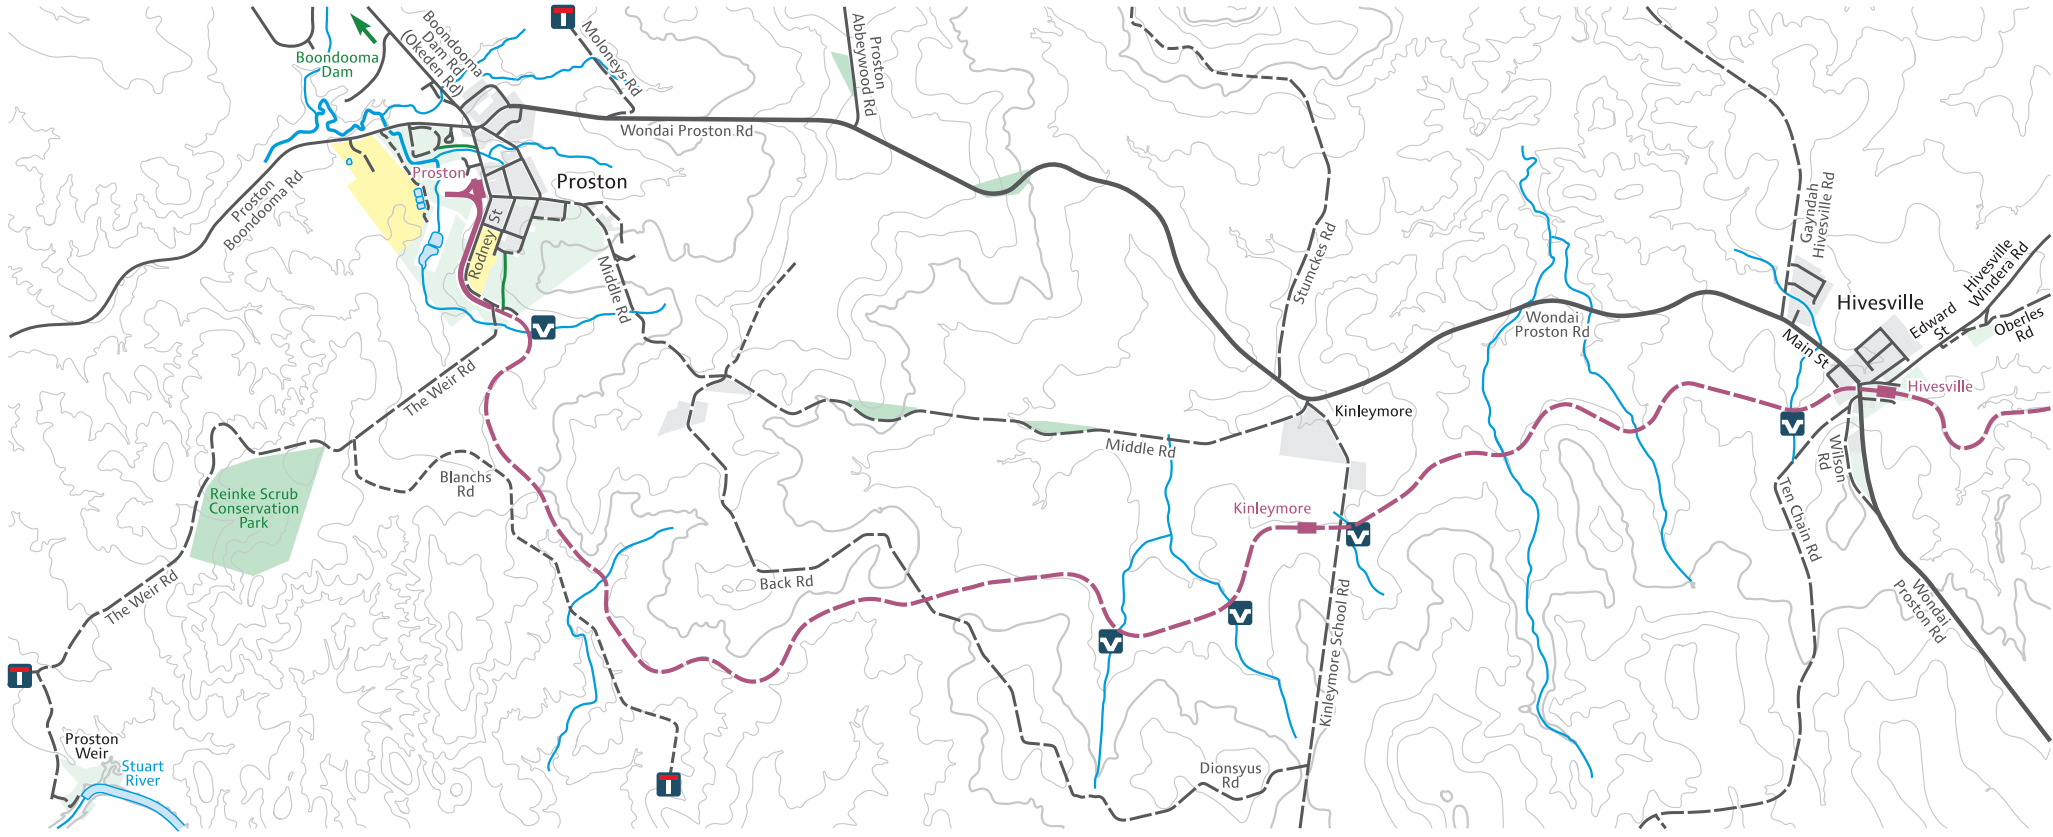 Boondooma
Dam
Boondooma
Dam Rd
(Okeden Rd)
Moloneys Rd
Proston
Abbeywood Rd
Wondai Proston Rd
Proston
Proston
Proston
Boondooma Rd
Rodney St
Middle Rd
The Weir Rd
Stumckes Rd
Gayndah
Hivesville Rd
Hivesville
Windera Rd
Hivesville
Edward
St
Oberles
Rd
Main St
Wondai
Proston Rd
Hivesville
Kinleymore
Middle Rd
Wilson
Rd
Blanchs
Rd
Reinke Scrub
Conservation
Park
Kinleymore
Ten Chain Rd
Back Rd
The Weir Rd
Kinleymore School Rd
Wondai
Proston Rd
Proston
Weir
Stuart
River
Dionsyus
Rd